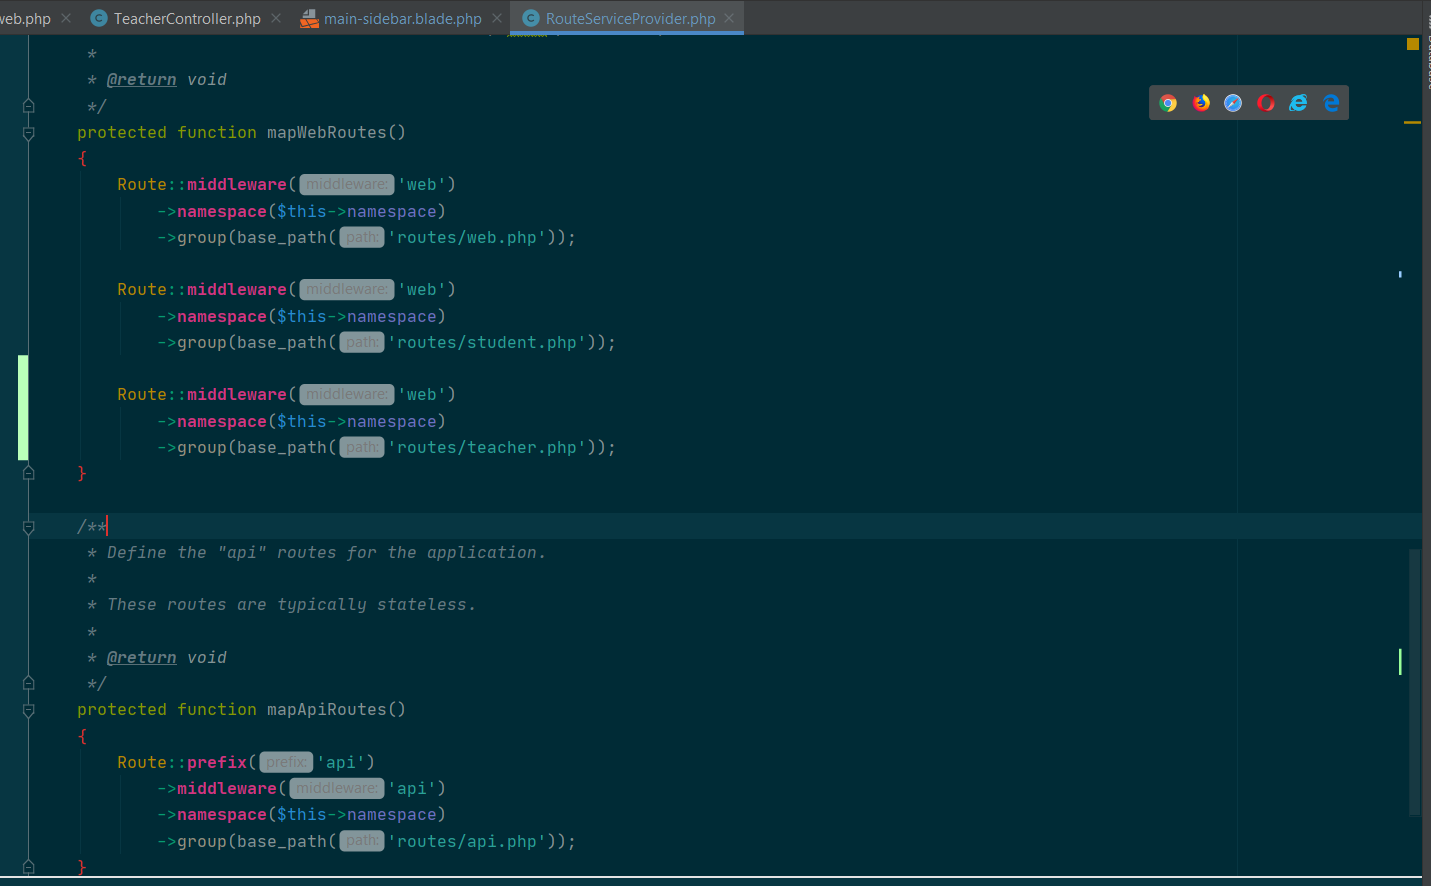 web.php TeacherController.php main-sidebar.blade.php RouteServiceProvider.php
*
* @return void
*/
protected function mapWebRoutes()
{
Route::middleware( middleware: 'web')
->namespace($this->namespace)
->group(base_path( path: 'routes/web.php'));
Route::middleware( middleware: 'web')
->namespace($this->namespace)
->group(base_path( path: 'routes/student.php'));
Route::middleware( middleware: 'web')
->namespace($this->namespace)
->group(base_path( path: 'routes/teacher.php'));
}
/**
* Define the "api" routes for the application.
*
* These routes are typically stateless.
*
* @return void
*/
protected function mapApiRoutes()
{
Route::prefix( prefix: 'api')
->middleware( middleware: 'api')
->namespace($this->namespace)
->group(base_path( path: 'routes/api.php'));
}